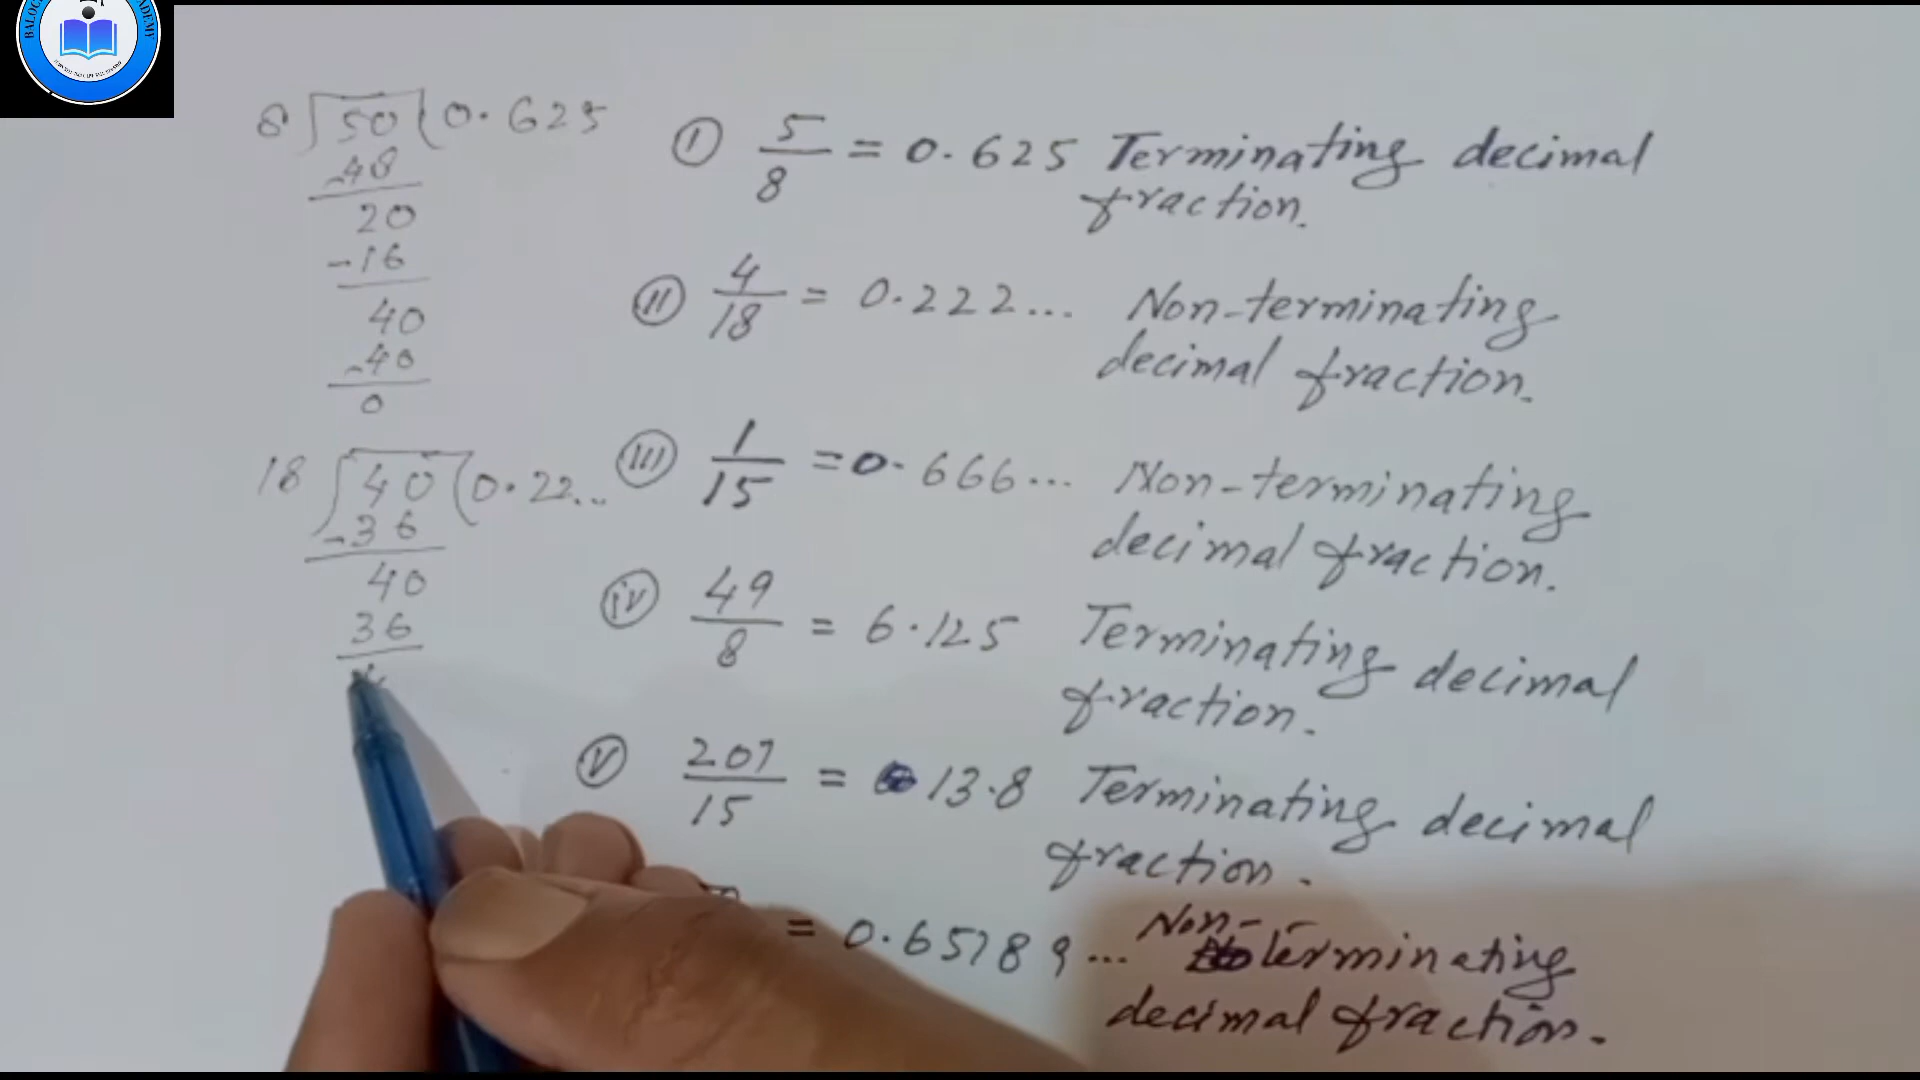 8 50 0.625
-48
20
-16
40
-40
0
18 40 0.22...
-36
40
36
(I) 5/8 = 0.625 Terminating decimal
fraction.
(II) 4/18 = 0.222... Non-terminating
decimal fraction.
(III) 1/15 = 0.666... Non-terminating
decimal fraction.
(iv) 49/8 = 6.125 Terminating decimal
fraction.
(V) 207/15 = 13.8 Terminating decimal
fraction.
= 0.65789... Non-
terminating
decimal fraction.